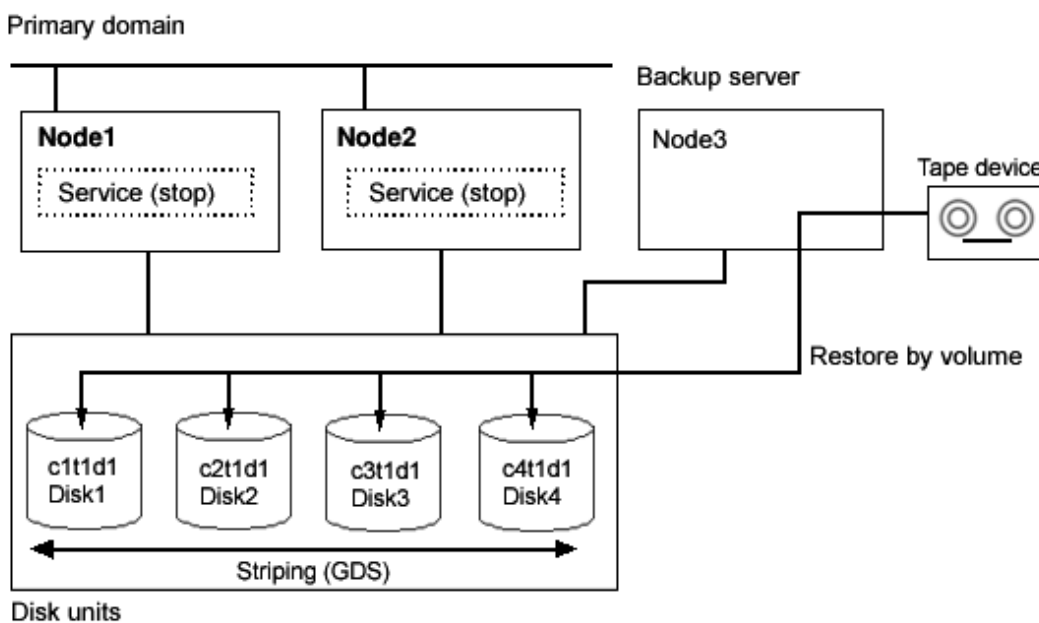 Primary domain
Backup server
Node1
Service (stop)
Node2
Service (stop)
Node3
Tape device
Restore by volume
c1t1d1
Disk1
c2t1d1
Disk2
c3t1d1
Disk3
c4t1d1
Disk4
Striping (GDS)
Disk units